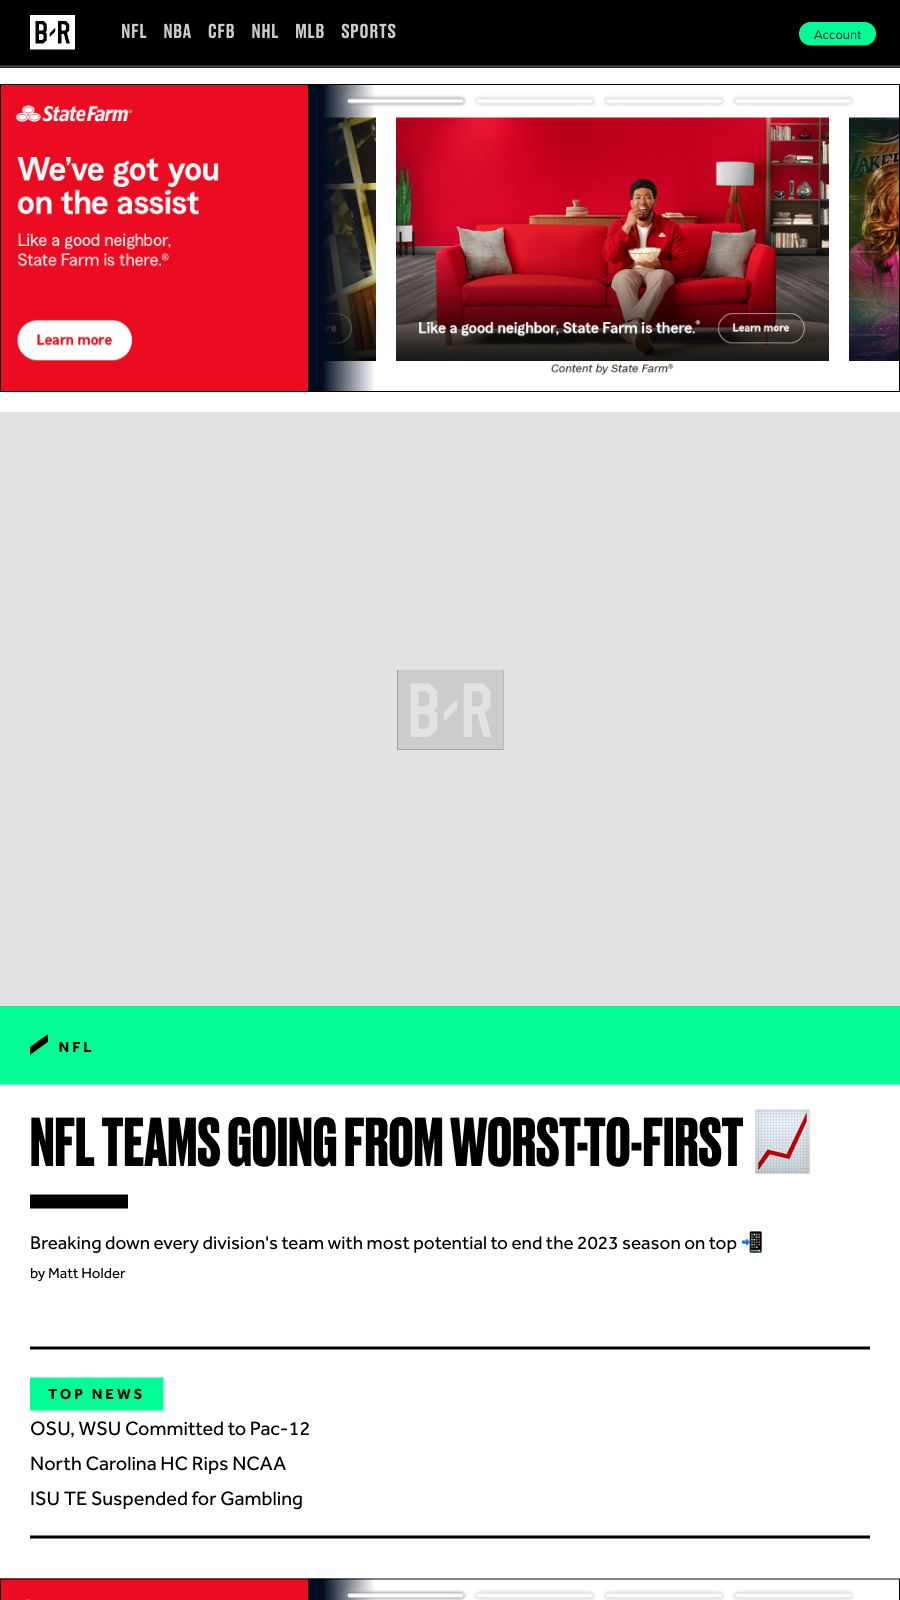 B/R
NFL NBA CFB NHL MLB SPORTS
Account
State Farm®
We've got you
on the assist
Like a good neighbor,
State Farm is there.®
Learn more
LAKE
Like a good neighbor, State Farm is there.®
Learn more
Content by State Farm®
B/R
NFL
NFL TEAMS GOING FROM WORST-TO-FIRST 📈
Breaking down every division's team with most potential to end the 2023 season on top 📲
by Matt Holder
TOP NEWS
OSU, WSU Committed to Pac-12
North Carolina HC Rips NCAA
ISU TE Suspended for Gambling